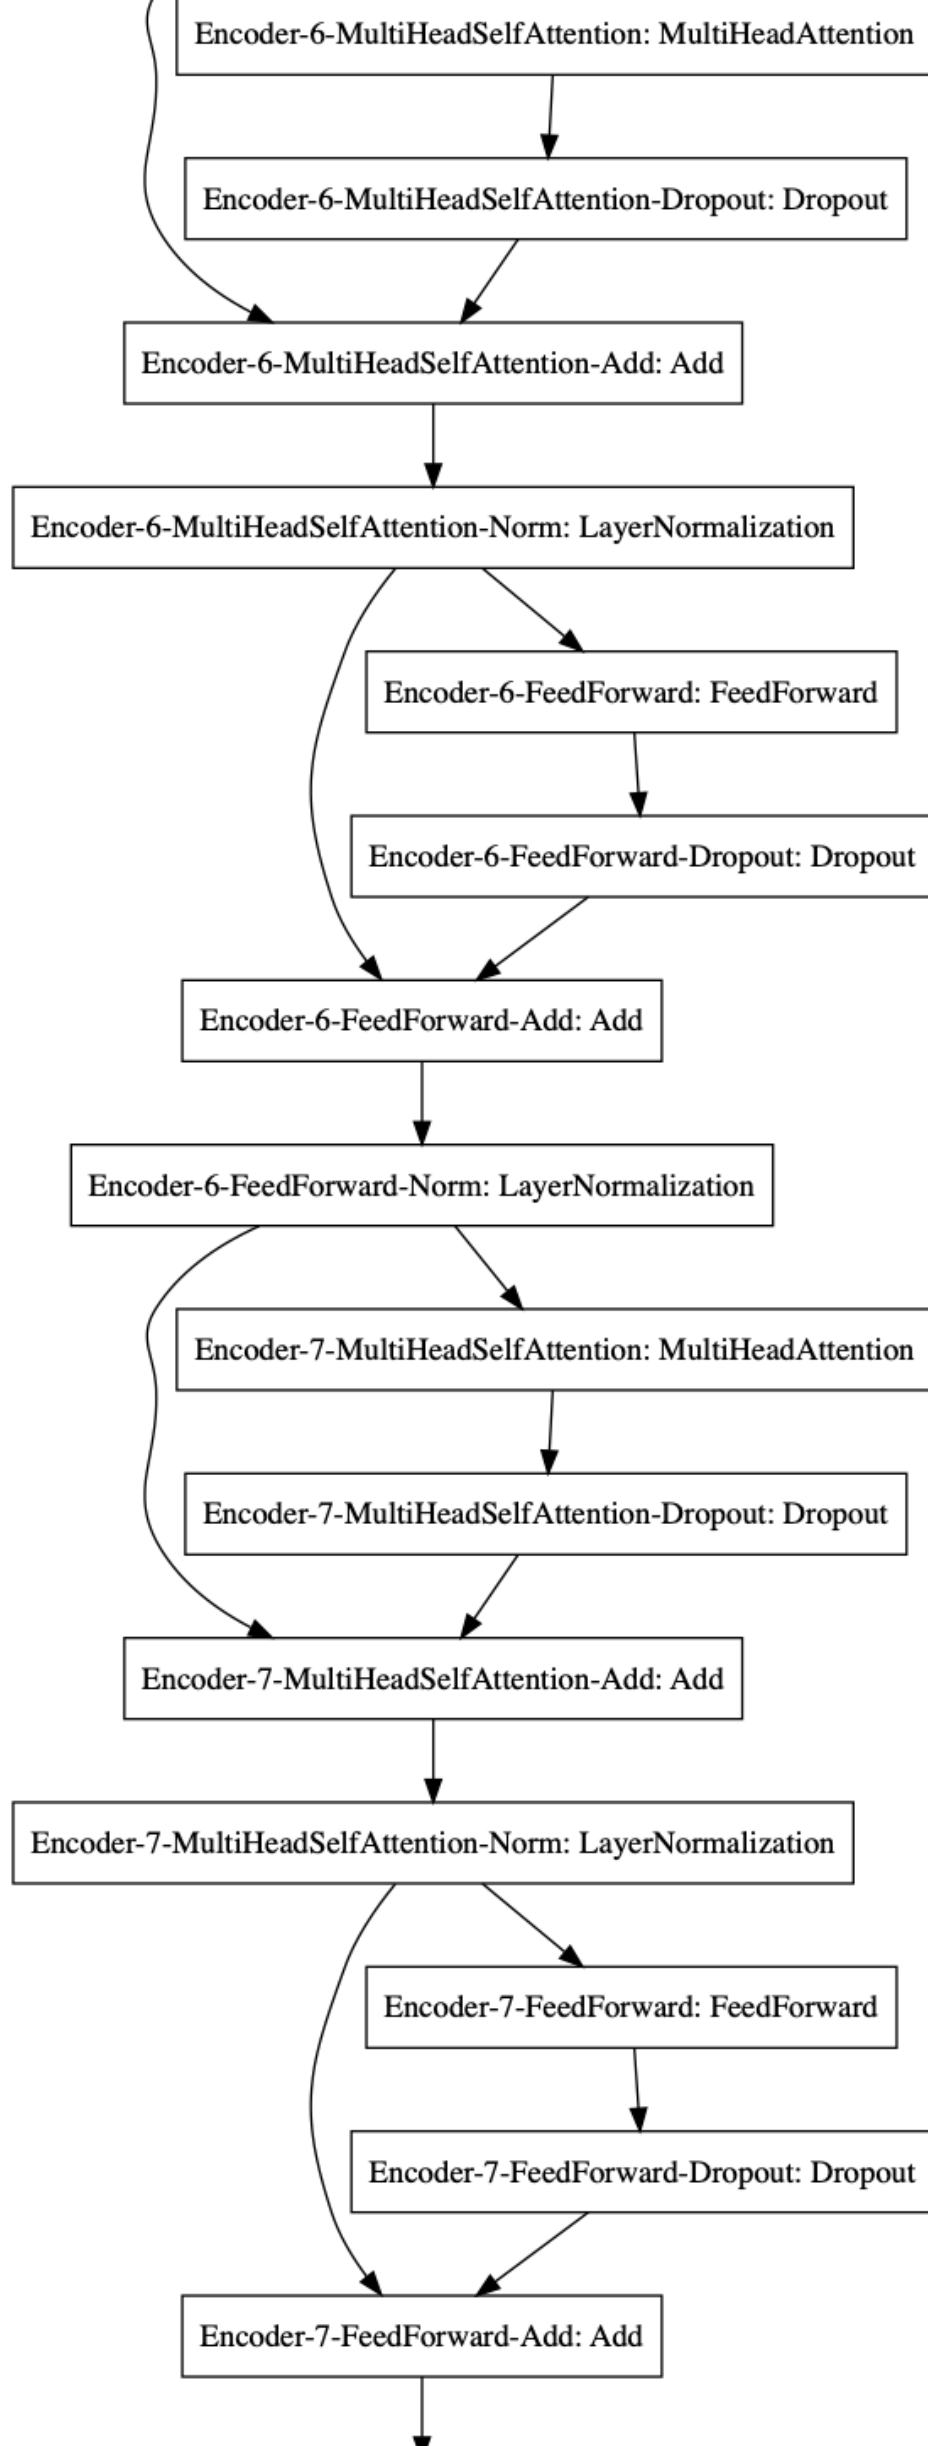 Encoder-6-MultiHeadSelfAttention: MultiHeadAttention
Encoder-6-MultiHeadSelfAttention-Dropout: Dropout
Encoder-6-MultiHeadSelfAttention-Add: Add
Encoder-6-MultiHeadSelfAttention-Norm: LayerNormalization
Encoder-6-FeedForward: FeedForward
Encoder-6-FeedForward-Dropout: Dropout
Encoder-6-FeedForward-Add: Add
Encoder-6-FeedForward-Norm: LayerNormalization
Encoder-7-MultiHeadSelfAttention: MultiHeadAttention
Encoder-7-MultiHeadSelfAttention-Dropout: Dropout
Encoder-7-MultiHeadSelfAttention-Add: Add
Encoder-7-MultiHeadSelfAttention-Norm: LayerNormalization
Encoder-7-FeedForward: FeedForward
Encoder-7-FeedForward-Dropout: Dropout
Encoder-7-FeedForward-Add: Add